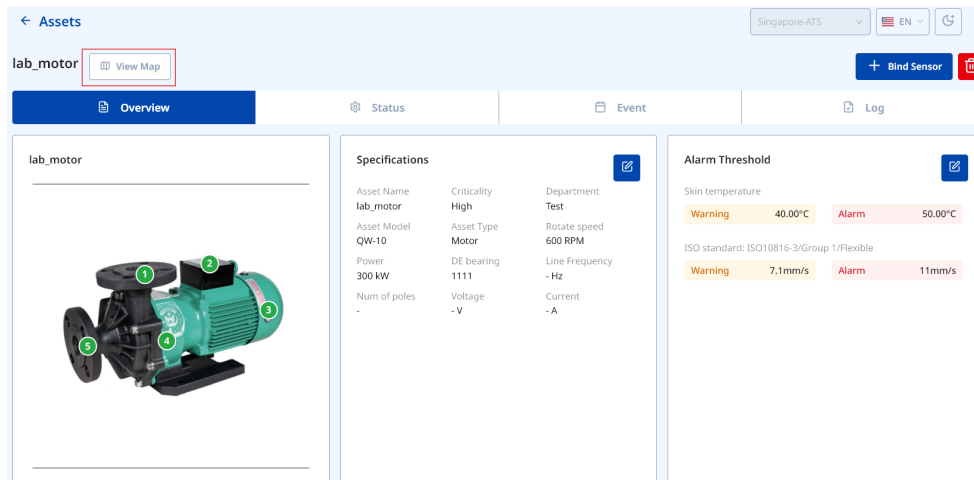 Assets
Singapore-ATS
EN
lab_motor
View Map
Bind Sensor
Overview
Status
Event
Log
lab_motor
1
2
3
4
5
Specifications
Asset Name Criticality Department
lab_motor High Test
Asset Model Asset Type Rotate speed
QW-10 Motor 600 RPM
Power DE bearing Line Frequency
300 kW 1111 - Hz
Num of poles Voltage Current
- - V - A
Alarm Threshold
Skin temperature
Warning 40.00°C Alarm 50.00°C
ISO standard: ISO10816-3/Group 1/Flexible
Warning 7.1mm/s Alarm 11mm/s